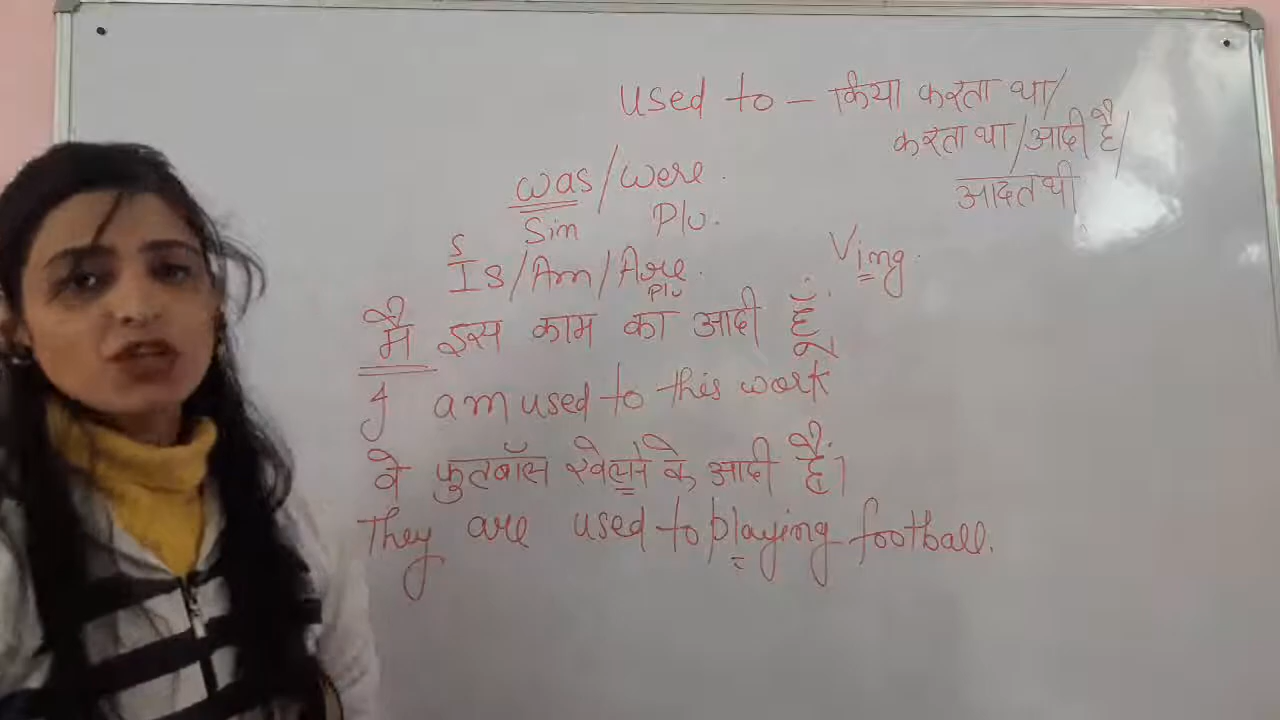 used to – किया करता था/
करता था/आदी है/
आदत थी
was/were.
Sim Plu.
S
Is/Am/Are.
Plu
Ving.
मैं इस काम का आदी हूँ
I am used to this work
वे फुटबॉल खेलने के आदी हैं।
They are used to playing football.